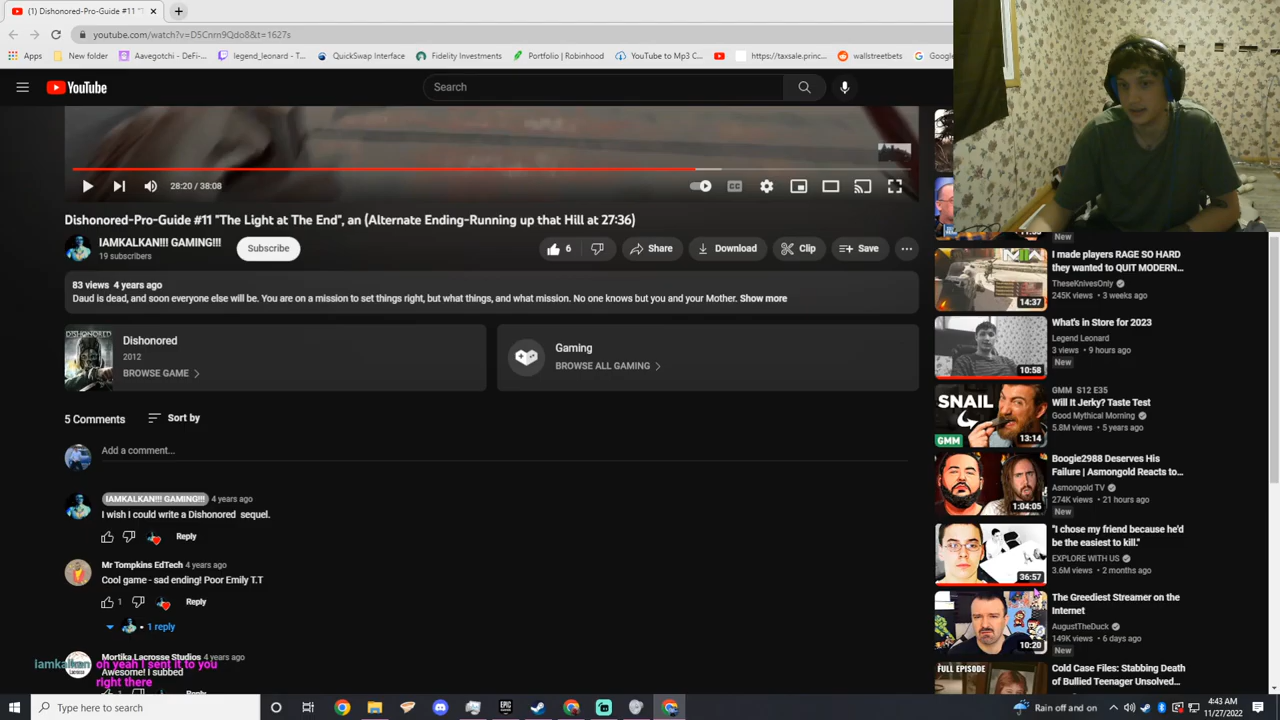 (1) Dishonored-Pro-Guide #11 "T
youtube.com/watch?v=D5Cnrn9Qdo8&t=1627s
Apps
New folder
Aavegotchi - DeFi-...
legend_leonard - T...
QuickSwap Interface
Fidelity Investments
Portfolio | Robinhood
YouTube to Mp3 C...
https://taxsale.princ...
wallstreetbets
Goog
YouTube
Search
28:20 / 38:08
CC
Dishonored-Pro-Guide #11 "The Light at The End", an (Alternate Ending-Running up that Hill at 27:36)
IAMKALKAN!!! GAMING!!!
19 subscribers
Subscribe
6
Share
Download
Clip
Save
83 views 4 years ago
Daud is dead, and soon everyone else will be. You are on a mission to set things right, but what things, and what mission. No one knows but you and your Mother. Show more
DISHONORED
Dishonored
2012
BROWSE GAME
Gaming
BROWSE ALL GAMING
5 Comments
Sort by
Add a comment...
IAMKALKAN!!! GAMING!!! 4 years ago
I wish I could write a Dishonored sequel.
Reply
Mr Tompkins EdTech 4 years ago
Cool game - sad ending! Poor Emily T.T
1
Reply
1 reply
Mortika Lacrosse Studios 4 years ago
Awesome! I subbed
Iamkalkan oh yeah I sent it to you
right there
New
I made players RAGE SO HARD
they wanted to QUIT MODERN...
TheseKnivesOnly
245K views • 3 weeks ago
14:37
What's in Store for 2023
Legend Leonard
3 views • 9 hours ago
New
10:58
GMM S12 E35
Will It Jerky? Taste Test
Good Mythical Morning
5.8M views • 5 years ago
SNAIL
GMM
13:14
Boogie2988 Deserves His
Failure | Asmongold Reacts to...
Asmongold TV
274K views • 21 hours ago
New
1:04:05
"I chose my friend because he'd
be the easiest to kill."
EXPLORE WITH US
3.6M views • 2 months ago
36:57
The Greediest Streamer on the
Internet
AugustTheDuck
149K views • 6 days ago
New
10:20
FULL EPISODE
Cold Case Files: Stabbing Death
of Bullied Teenager Unsolved...
Type here to search
EPIC
Rain off and on
4:43 AM
11/27/2022